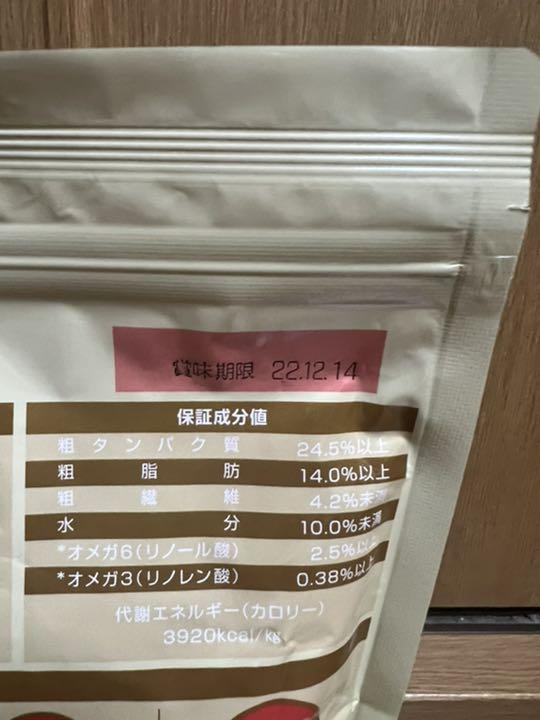 賞味期限 22.12.14
保証成分値
粗タンパク質 24.5%以上
粗脂肪 14.0%以上
粗繊維 4.2%未満
水分 10.0%未満
*オメガ6(リノール酸) 2.5%以上
*オメガ3(リノレン酸) 0.38%以上
代謝エネルギー(カロリー)
3920kcal/kg